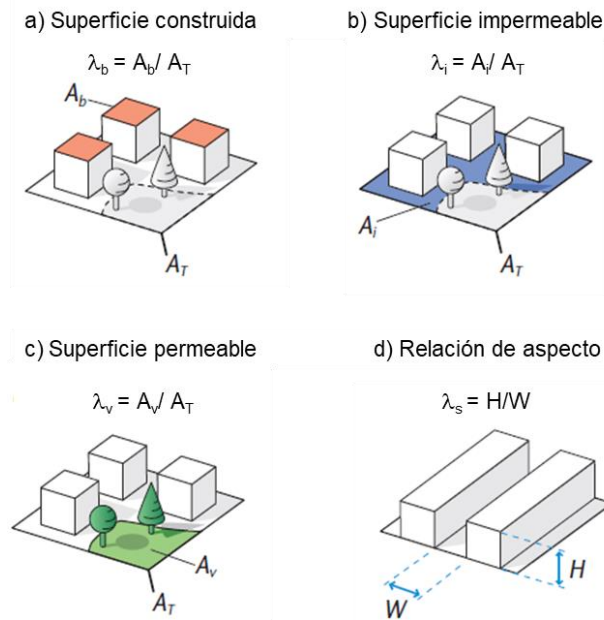 a) Superficie construida
λb = Ab/ AT
Ab
AT
b) Superficie impermeable
λi = Ai/ AT
Ai
AT
c) Superficie permeable
λv = Av/ AT
Av
AT
d) Relación de aspecto
λs = H/W
H
W